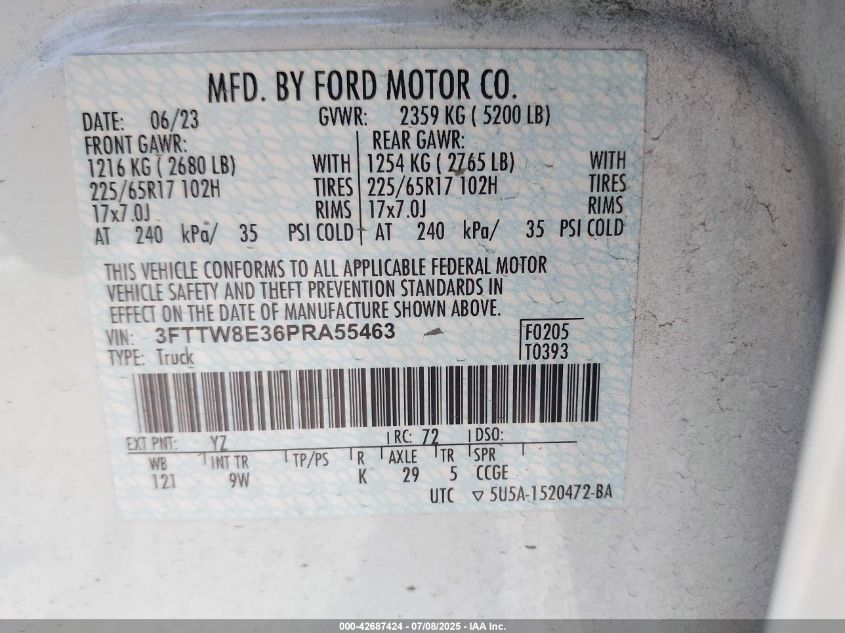 MFD. BY FORD MOTOR CO.
DATE: 06/23 GVWR: 2359 KG ( 5200 LB)
FRONT GAWR: REAR GAWR:
1216 KG ( 2680 LB) WITH 1254 KG ( 2765 LB) WITH
225/65R17 102H TIRES 225/65R17 102H TIRES
17x7.0J RIMS 17x7.0J RIMS
AT 240 kPa/ 35 PSI COLD AT 240 kPa/ 35 PSI COLD
THIS VEHICLE CONFORMS TO ALL APPLICABLE FEDERAL MOTOR
VEHICLE SAFETY AND THEFT PREVENTION STANDARDS IN
EFFECT ON THE DATE OF MANUFACTURE SHOWN ABOVE.
VIN: 3FTTW8E36PRA55463 F0205
TYPE: Truck T0393
EXT PNT: YZ RC: 72 DSO:
WB INT TR TP/PS R AXLE TR SPR
121 9W K 29 5 CCGE
UTC ▽ 5U5A-1520472-BA
000-42687424 - 07/08/2025 - IAA Inc.